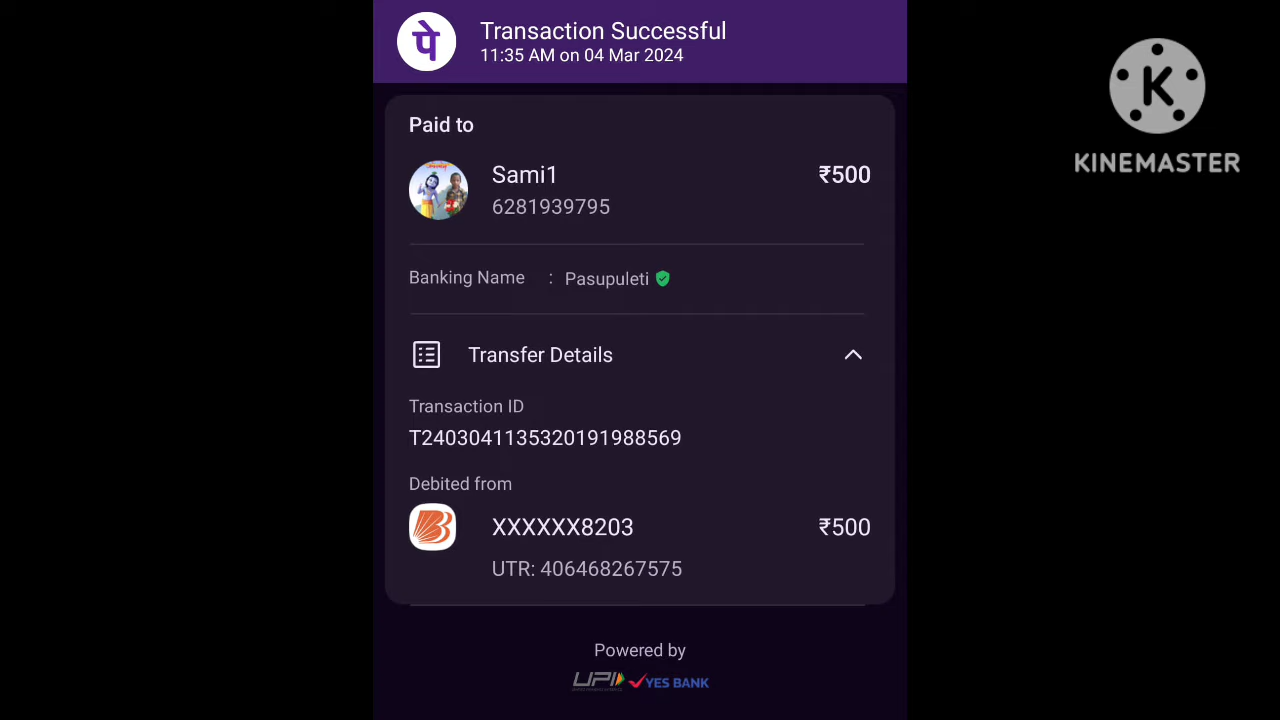 पे
Transaction Successful
11:35 AM on 04 Mar 2024
K
KINEMASTER
Paid to
Sami1 ₹500
6281939795
Banking Name : Pasupuleti
Transfer Details
Transaction ID
T2403041135320191988569
Debited from
XXXXXX8203 ₹500
UTR: 406468267575
Powered by
UPI YES BANK